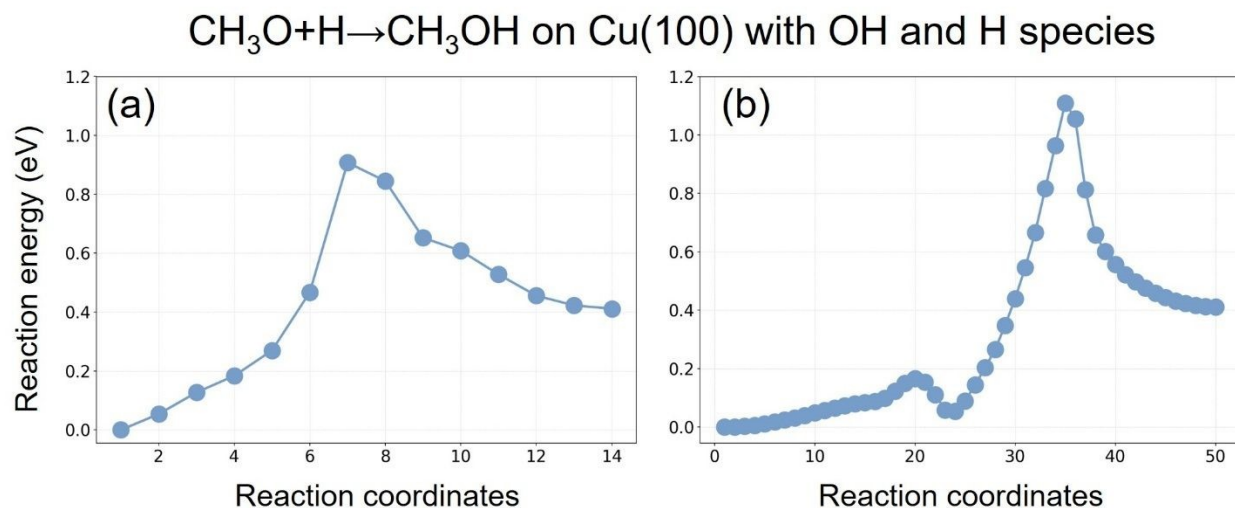 CH₃O+H→CH₃OH on Cu(100) with OH and H species
(a)
Reaction energy (eV)
1.2
1.0
0.8
0.6
0.4
0.2
0.0
2 4 6 8 10 12 14
Reaction coordinates
(b)
1.2
1.0
0.8
0.6
0.4
0.2
0.0
0 10 20 30 40 50
Reaction coordinates